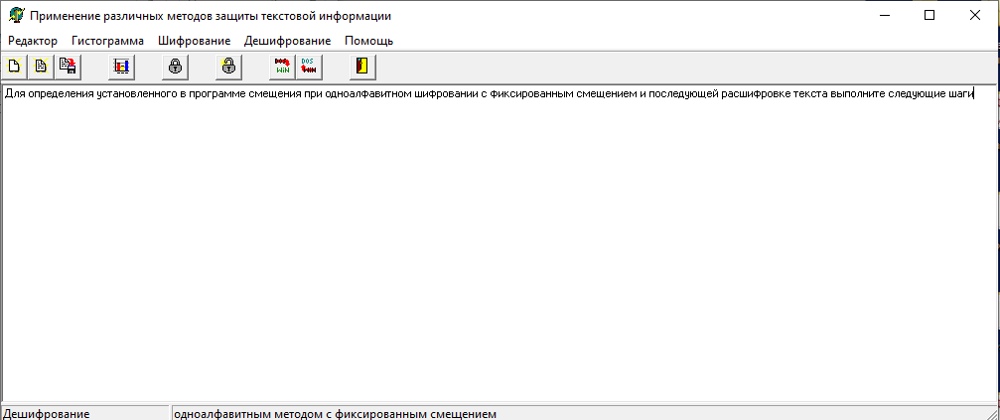 Применение различных методов защиты текстовой информации
Редактор Гистограмма Шифрование Дешифрование Помощь
WIN DOS WIN
Для определения установленного в программе смещения при одноалфавитном шифровании с фиксированным смещением и последующей расшифровке текста выполните следующие шаги
Дешифрование одноалфавитным методом с фиксированным смещением